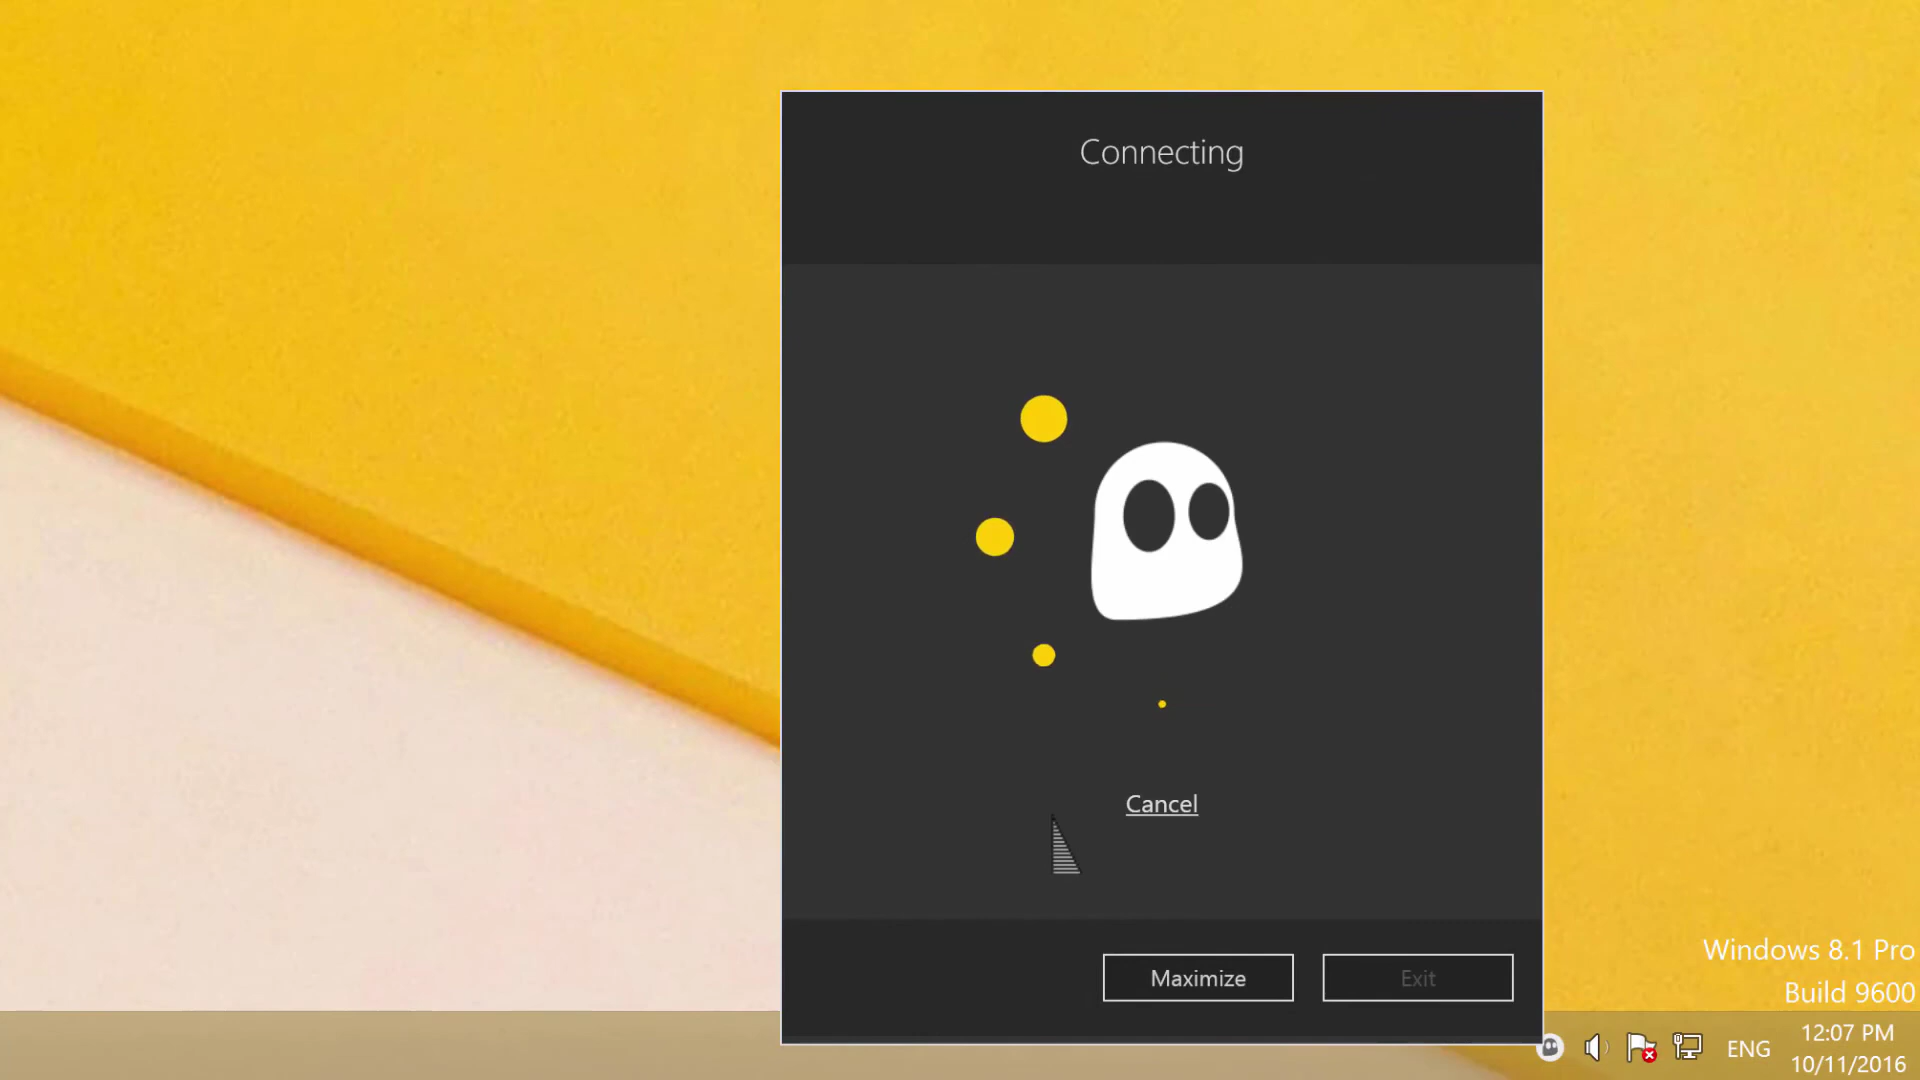 Connecting
Cancel
Maximize
Exit
Windows 8.1 Pro
Build 9600
ENG
12:07 PM
10/11/2016